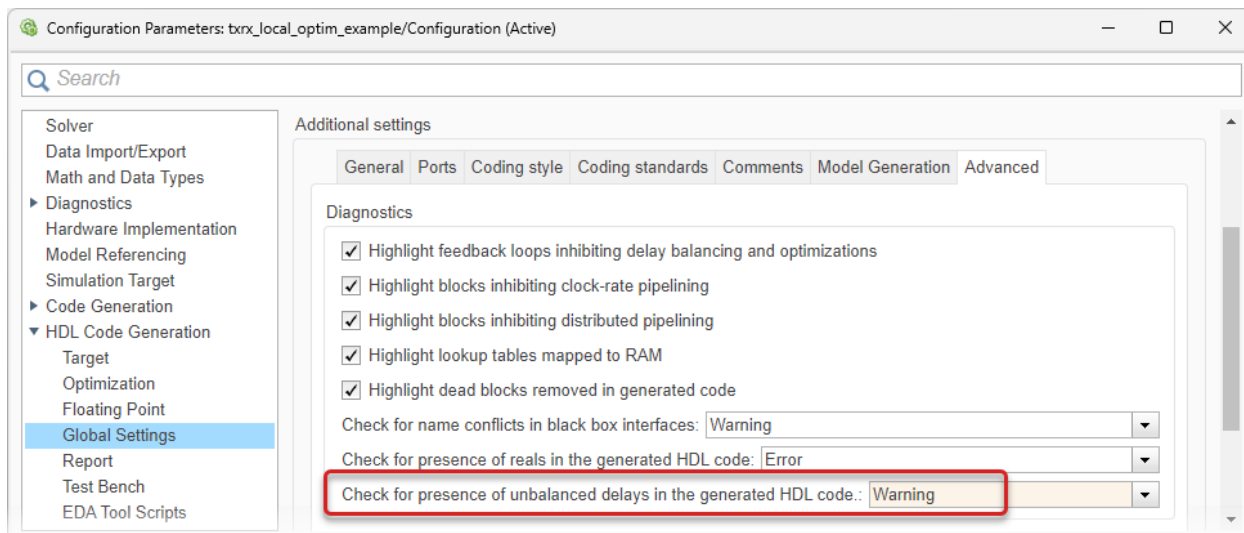 Configuration Parameters: txrx_local_optim_example/Configuration (Active)
Search
Solver
Data Import/Export
Math and Data Types
Diagnostics
Hardware Implementation
Model Referencing
Simulation Target
Code Generation
HDL Code Generation
Target
Optimization
Floating Point
Global Settings
Report
Test Bench
EDA Tool Scripts
Additional settings
General Ports Coding style Coding standards Comments Model Generation Advanced
Diagnostics
Highlight feedback loops inhibiting delay balancing and optimizations
Highlight blocks inhibiting clock-rate pipelining
Highlight blocks inhibiting distributed pipelining
Highlight lookup tables mapped to RAM
Highlight dead blocks removed in generated code
Check for name conflicts in black box interfaces: Warning
Check for presence of reals in the generated HDL code: Error
Check for presence of unbalanced delays in the generated HDL code.: Warning